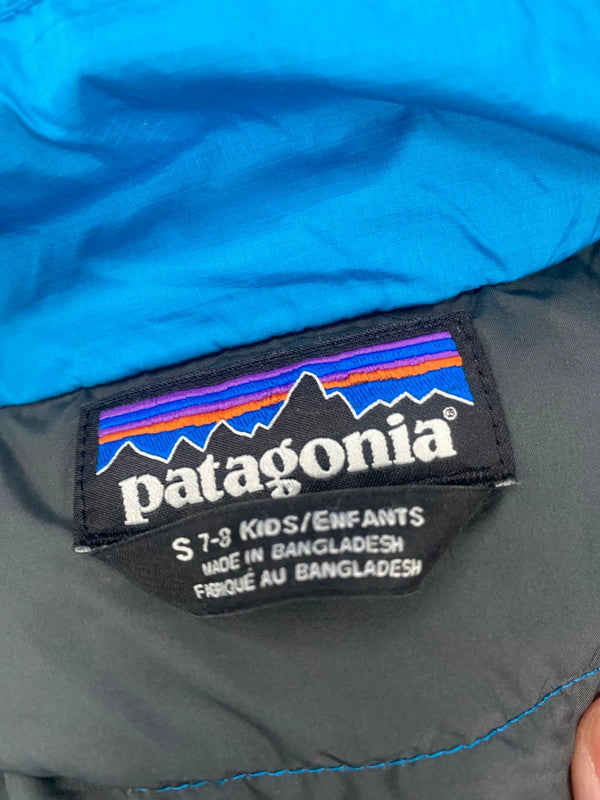 patagonia®
S 7-8 KIDS/ENFANTS
MADE IN BANGLADESH
FABRIQUÉ AU BANGLADESH